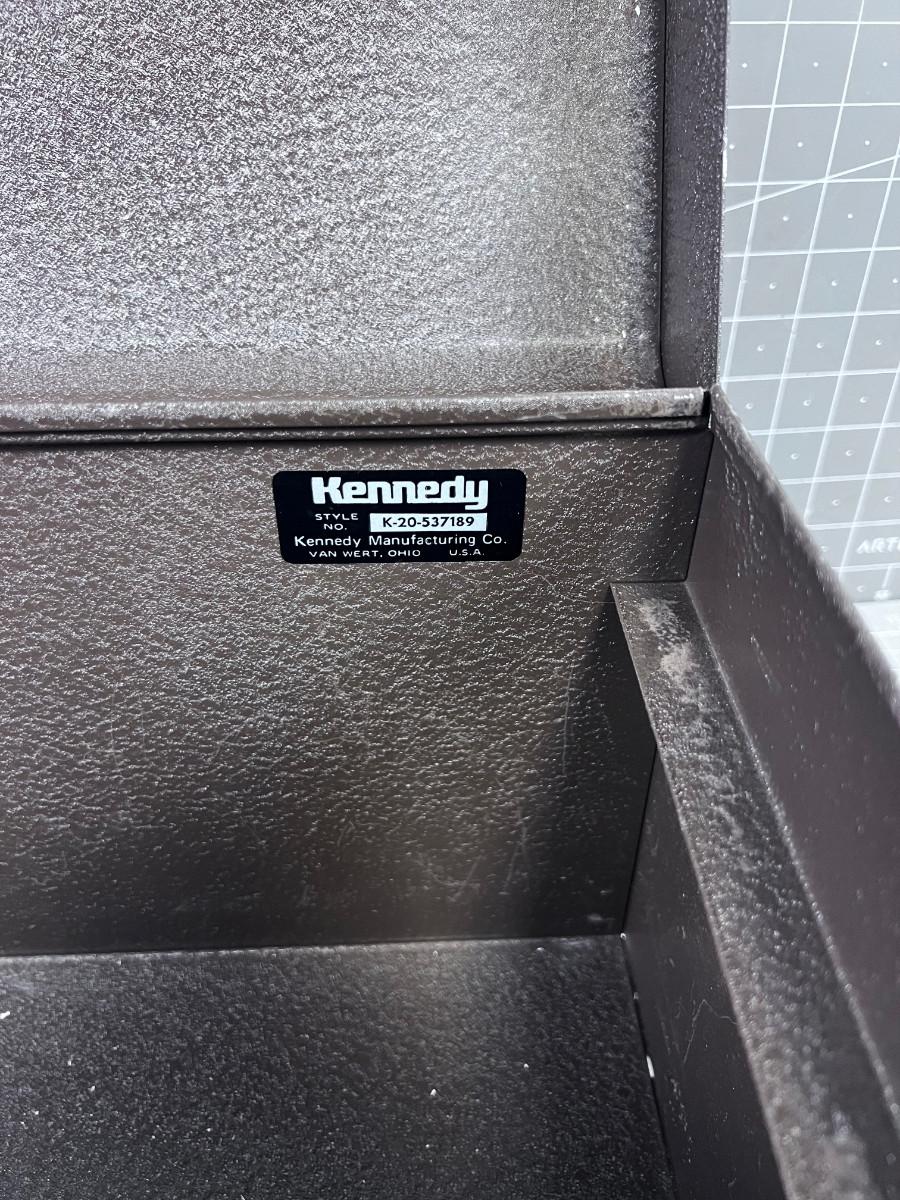 Kennedy
STYLE
NO.
K-20-537189
Kennedy Manufacturing Co.
VAN WERT, OHIO U.S.A.